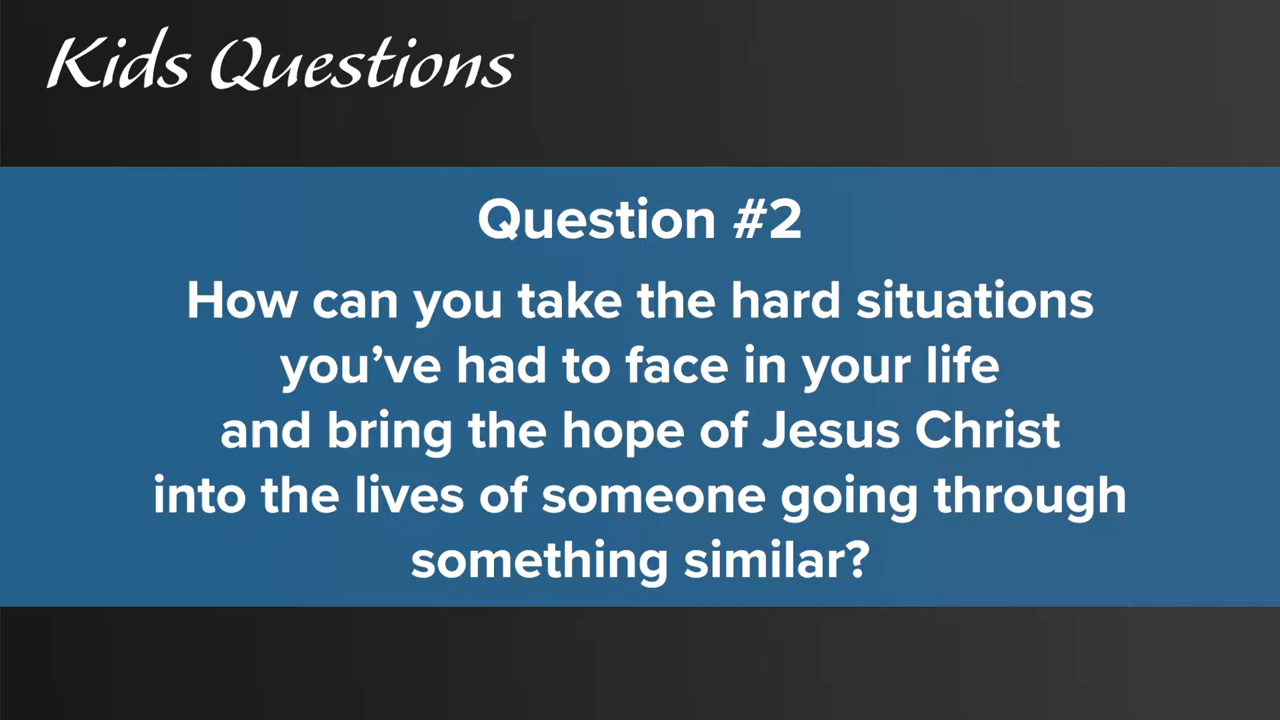 Kids Questions
Question #2
How can you take the hard situations
you’ve had to face in your life
and bring the hope of Jesus Christ
into the lives of someone going through
something similar?